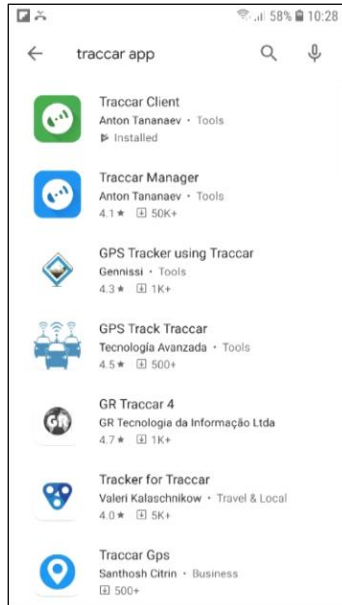 58% 10:28
traccar app
Traccar Client
Anton Tananaev • Tools
Installed
Traccar Manager
Anton Tananaev • Tools
4.1★ 50K+
GPS Tracker using Traccar
Gennissi • Tools
4.3★ 1K+
GPS Track Traccar
Tecnología Avanzada • Tools
4.5★ 500+
GR
GR Traccar 4
GR Tecnologia da Informação Ltda
4.7★ 1K+
Tracker for Traccar
Valeri Kalaschnikow • Travel & Local
4.0★ 5K+
Traccar Gps
Santhosh Citrin • Business
500+